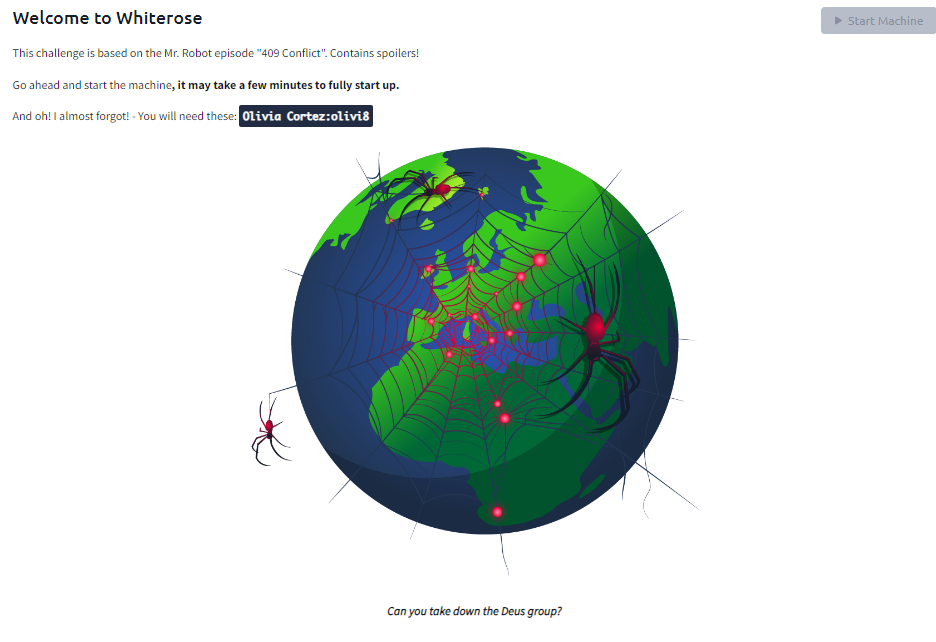 Welcome to Whiterose
Start Machine
This challenge is based on the Mr. Robot episode "409 Conflict". Contains spoilers!
Go ahead and start the machine, it may take a few minutes to fully start up.
And oh! I almost forgot! - You will need these: Olivia Cortez:olivi8
Can you take down the Deus group?